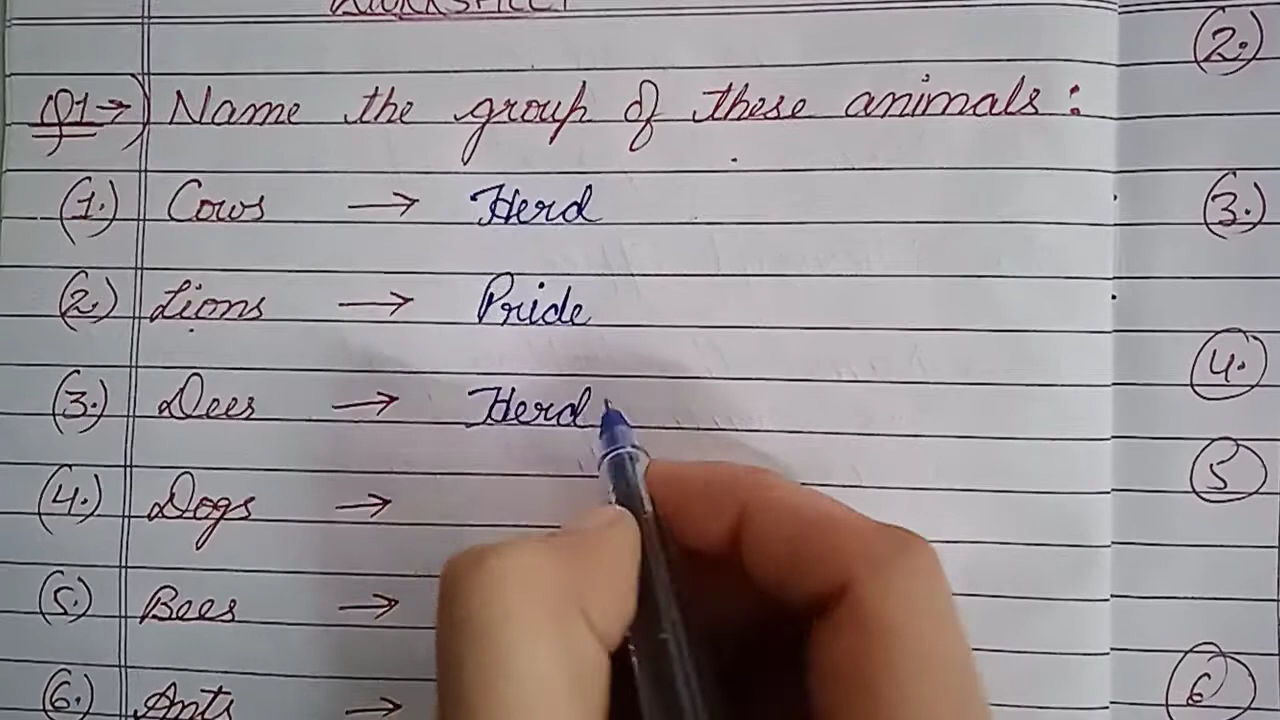 WORKSHEET
Q1→) Name the group of these animals :
(1.) Cows → Herd
(2.) Lions → Pride
(3.) Deer → Herd
(4.) Dogs →
(5.) Bees →
(6.) Ants →
(2.)
(3.)
4.
5
6